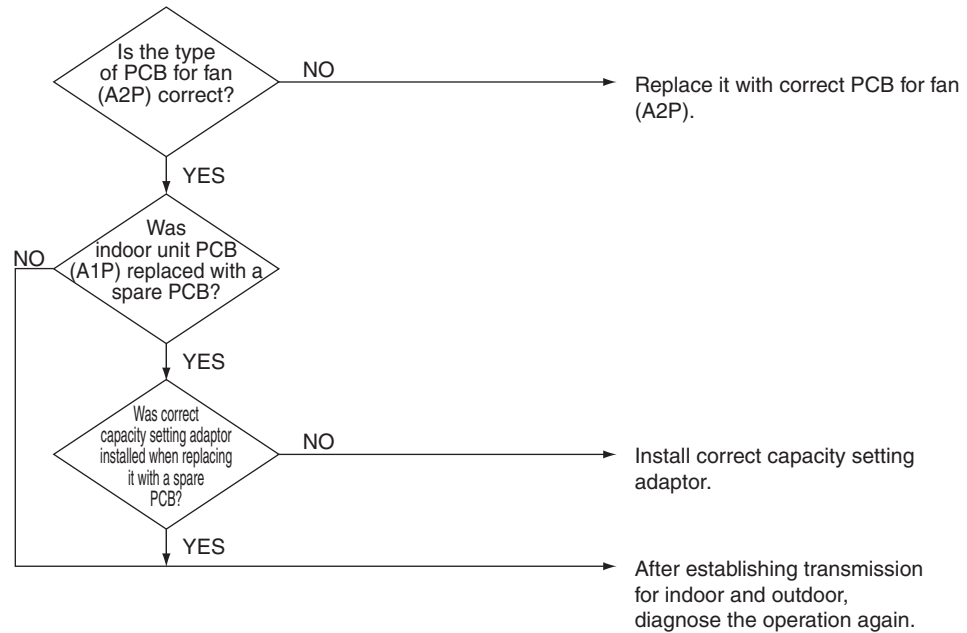 Is the type
of PCB for fan
(A2P) correct?
NO
Replace it with correct PCB for fan
(A2P).
YES
Was
indoor unit PCB
(A1P) replaced with a
spare PCB?
NO
YES
Was correct
capacity setting adaptor
installed when replacing
it with a spare
PCB?
NO
Install correct capacity setting
adaptor.
YES
After establishing transmission
for indoor and outdoor,
diagnose the operation again.